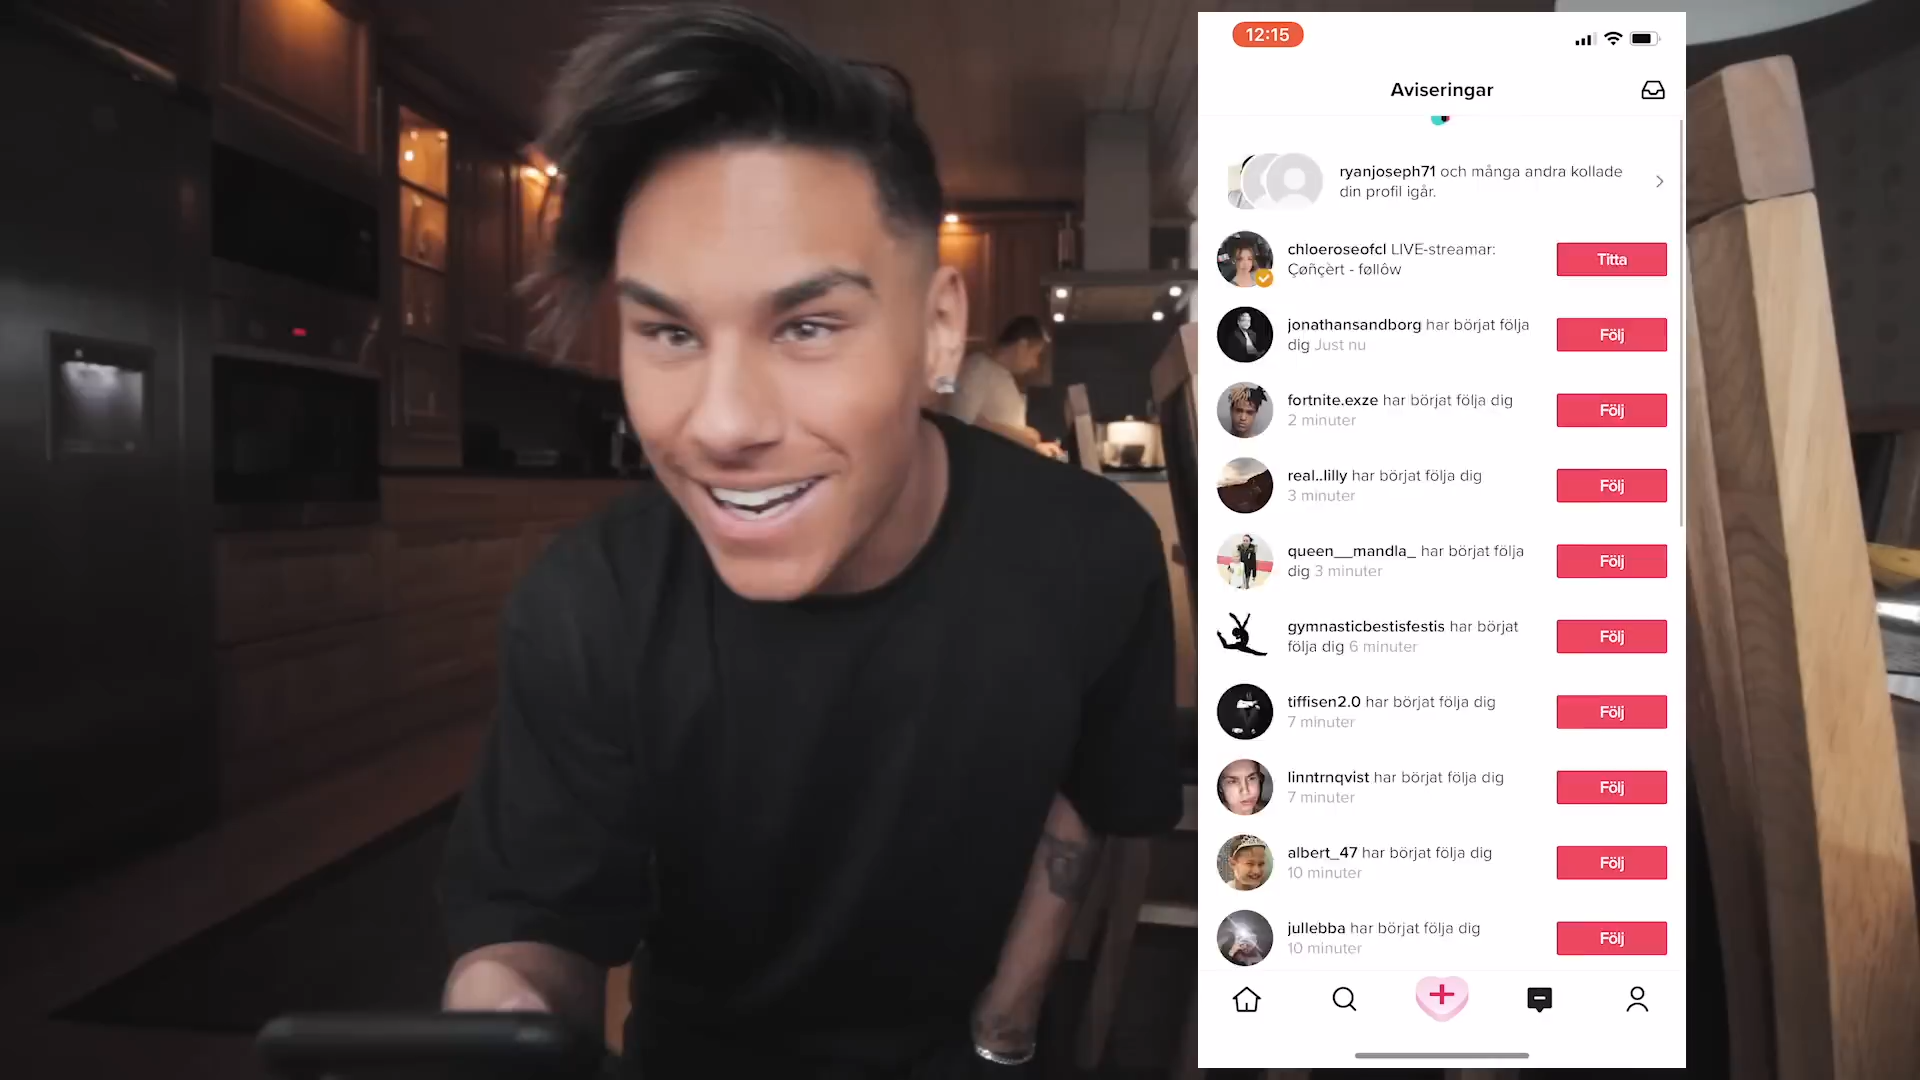 12:15
Aviseringar
ryanjoseph71 och många andra kollade
din profil igår.
chloeroseofcl LIVE-streamar:
Çøñçèrt - føllôw
Titta
jonathansandborg har börjat följa
dig Just nu
Följ
fortnite.exze har börjat följa dig
2 minuter
Följ
real..lilly har börjat följa dig
3 minuter
Följ
queen__mandla_ har börjat följa
dig 3 minuter
Följ
gymnasticbestisfestis har börjat
följa dig 6 minuter
Följ
tiffisen2.0 har börjat följa dig
7 minuter
Följ
linntrnqvist har börjat följa dig
7 minuter
Följ
albert_47 har börjat följa dig
10 minuter
Följ
jullebba har börjat följa dig
10 minuter
Följ